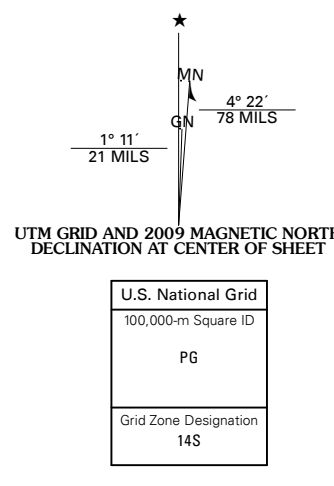 ★
MN
4° 22´
78 MILS
GN
1° 11´
21 MILS
UTM GRID AND 2009 MAGNETIC NORTH
DECLINATION AT CENTER OF SHEET
U.S. National Grid
100,000-m Square ID
PG
Grid Zone Designation
14S